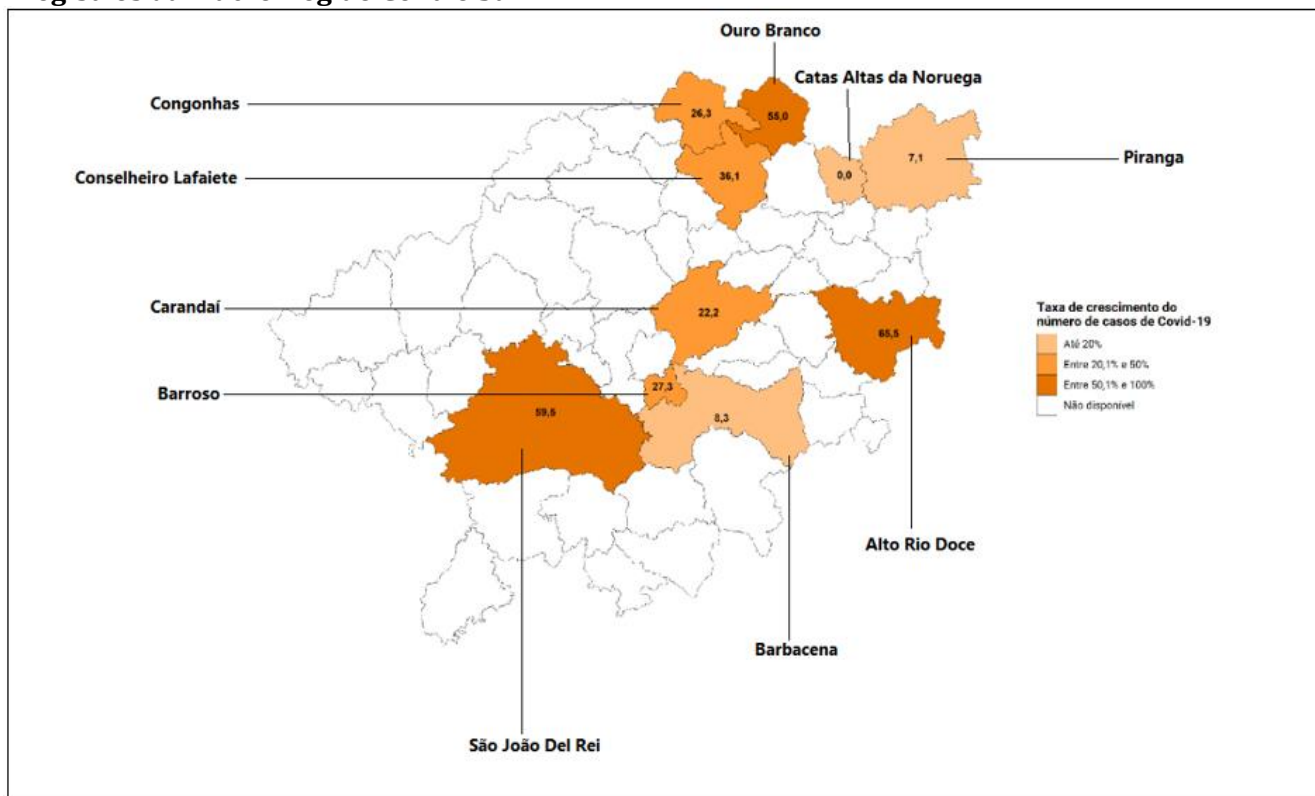 Ouro Branco
Catas Altas da Noruega
Congonhas
26,3
55,0
Piranga
7,1
Conselheiro Lafaiete
36,1
0,0
Carandaí
22,2
Taxa de crescimento do
número de casos de Covid-19
Até 20%
Entre 20,1% e 50%
Entre 50,1% e 100%
Não disponível
65,5
Barroso
27,3
59,5
8,3
Alto Rio Doce
Barbacena
São João Del Rei